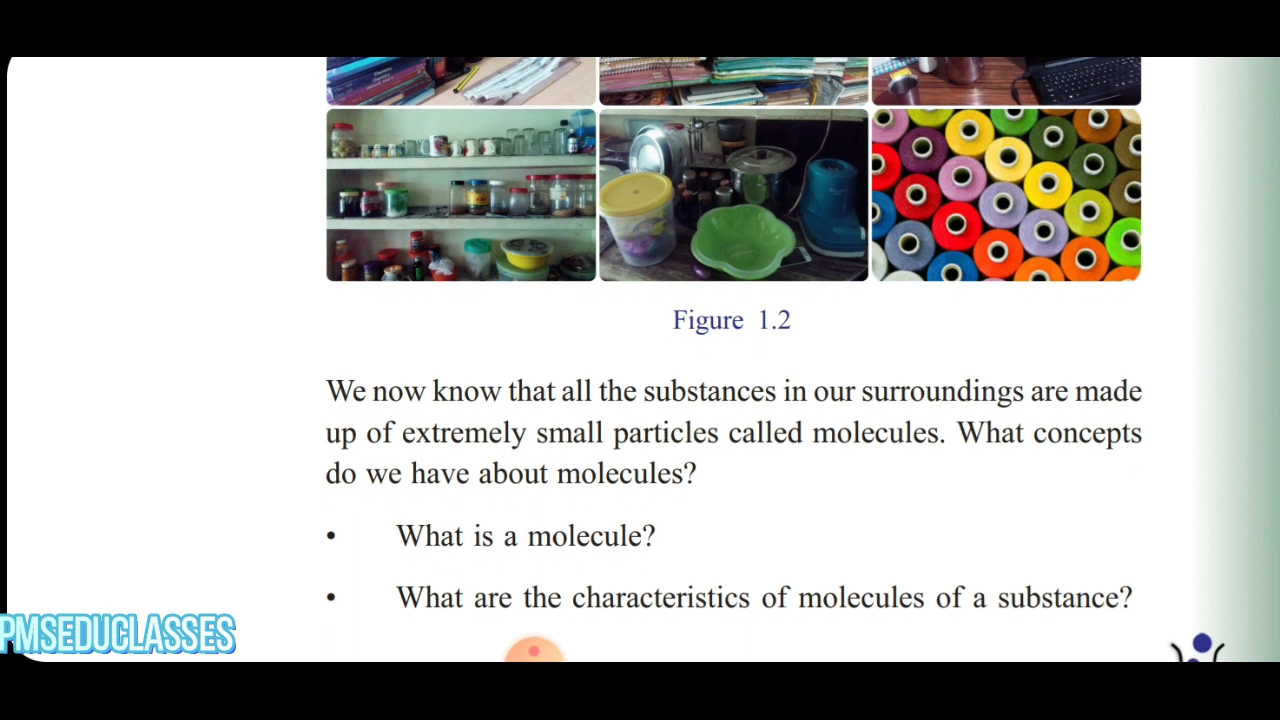 Figure 1.2
We now know that all the substances in our surroundings are made
up of extremely small particles called molecules. What concepts
do we have about molecules?
• What is a molecule?
• What are the characteristics of molecules of a substance?
PMSEDUCLASSES